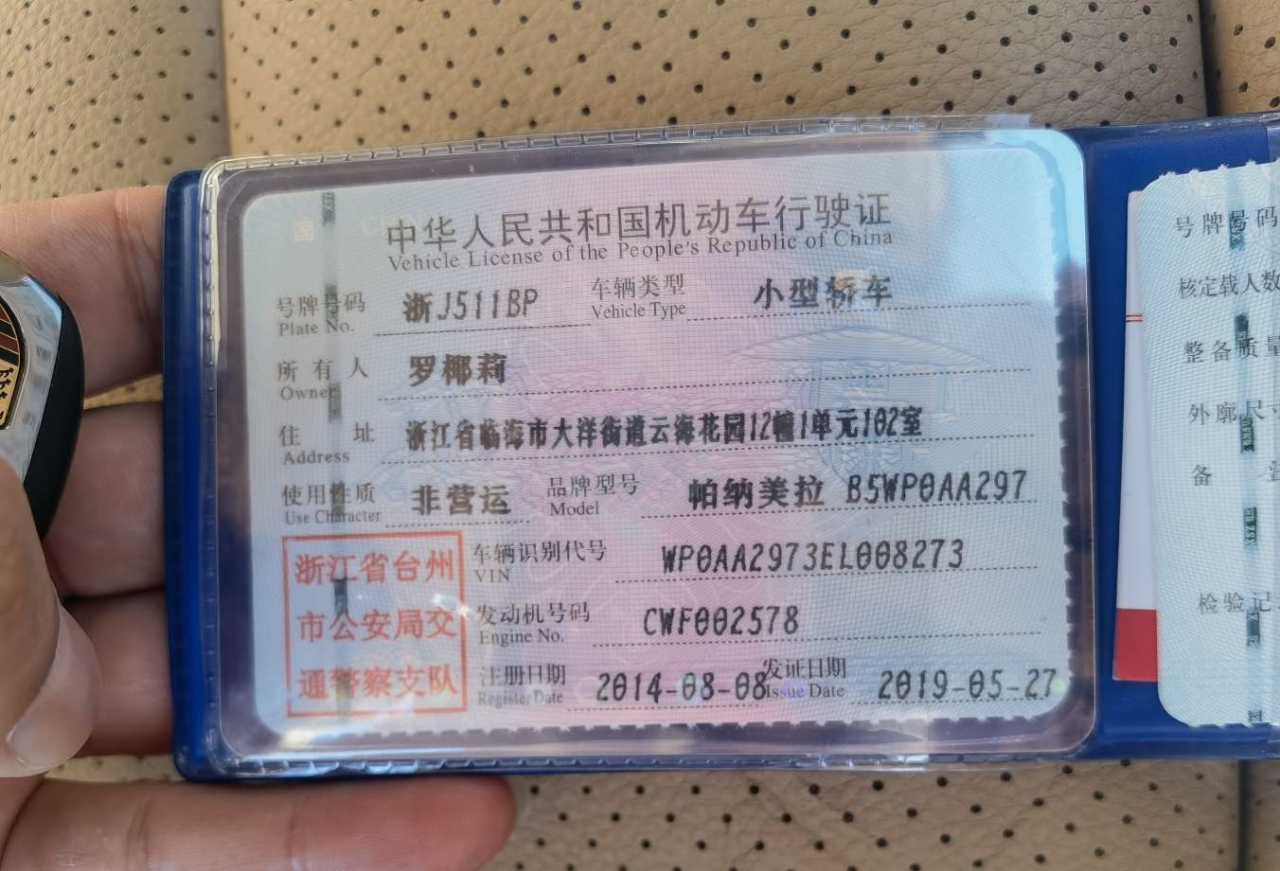 中华人民共和国机动车行驶证
Vehicle License of the People's Republic of China
号牌号码 浙J511BP 车辆类型 小型轿车
Plate No. Vehicle Type
所有人 罗椰莉
Owner
住址 浙江省临海市大洋街道云海花园12幢1单元102室
Address
使用性质 非营运 品牌型号 帕纳美拉 B5WP0AA297
Use Character Model
浙江省台州
市公安局交
通警察支队
车辆识别代号 WP0AA2973EL008273
VIN
发动机号码 CWF002578
Engine No.
注册日期 2014-08-08 发证日期 2019-05-27
Register Date Issue Date
号牌号码
核定载人数
整备质量
外廓尺寸
备
检验记